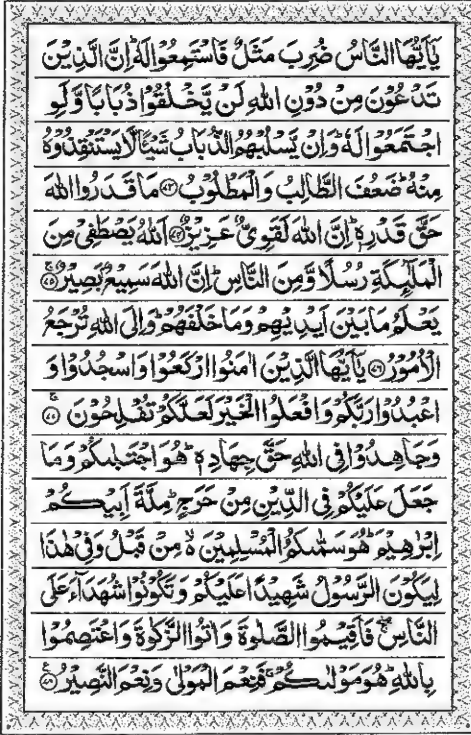 يٰۤاَيُّهَا النَّاسُ ضُرِبَ مَثَلٌ فَاسْتَمِعُوْا لَهٗ ؕ اِنَّ الَّذِيْنَ
تَدْعُوْنَ مِنْ دُوْنِ اللّٰهِ لَنْ يَّخْلُقُوْا ذُبَابًا وَّ لَوِ
اجْتَمَعُوْا لَهٗ ؕ وَ اِنْ يَّسْلُبْهُمُ الذُّبَابُ شَيْـًٔا لَّا يَسْتَنْقِذُوْهُ
مِنْهُ ؕ ضَعُفَ الطَّالِبُ وَ الْمَطْلُوْبُ ﴿۷۳﴾ مَا قَدَرُوا اللّٰهَ
حَقَّ قَدْرِهٖ ؕ اِنَّ اللّٰهَ لَقَوِيٌّ عَزِيْزٌ ﴿۷۴﴾ اَللّٰهُ يَصْطَفِيْ مِنَ
الْمَلٰٓئِكَةِ رُسُلًا وَّ مِنَ النَّاسِ ؕ اِنَّ اللّٰهَ سَمِيْعٌۢ بَصِيْرٌ ﴿۷۵﴾ۚ
يَعْلَمُ مَا بَيْنَ اَيْدِيْهِمْ وَ مَا خَلْفَهُمْ ؕ وَ اِلَى اللّٰهِ تُرْجَعُ
الْاُمُوْرُ ﴿۷۶﴾ يٰۤاَيُّهَا الَّذِيْنَ اٰمَنُوا ارْكَعُوْا وَ اسْجُدُوْا وَ
اعْبُدُوْا رَبَّكُمْ وَ افْعَلُوا الْخَيْرَ لَعَلَّكُمْ تُفْلِحُوْنَ ﴿۷۷﴾ۚ
وَ جَاهِدُوْا فِي اللّٰهِ حَقَّ جِهَادِهٖ ؕ هُوَ اجْتَبٰىكُمْ وَ مَا
جَعَلَ عَلَيْكُمْ فِي الدِّيْنِ مِنْ حَرَجٍ ؕ مِلَّةَ اَبِيْكُمْ
اِبْرٰهِيْمَ ؕ هُوَ سَمّٰىكُمُ الْمُسْلِمِيْنَ ۙ۬ مِنْ قَبْلُ وَ فِيْ هٰذَا
لِيَكُوْنَ الرَّسُوْلُ شَهِيْدًا عَلَيْكُمْ وَ تَكُوْنُوْا شُهَدَآءَ عَلَى
النَّاسِ ۖۚ فَاَقِيْمُوا الصَّلٰوةَ وَ اٰتُوا الزَّكٰوةَ وَ اعْتَصِمُوْا
بِاللّٰهِ ؕ هُوَ مَوْلٰىكُمْ ۚ فَنِعْمَ الْمَوْلٰى وَ نِعْمَ النَّصِيْرُ ﴿۷۸﴾